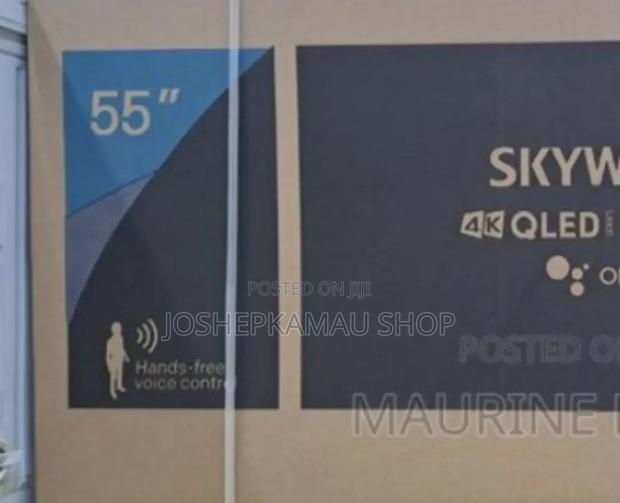 55"
SKYW
4K QLED
POSTED ON JIJI
JOSHEPKAMAU SHOP
POSTED O
Hands-free
voice contr
MAURINE